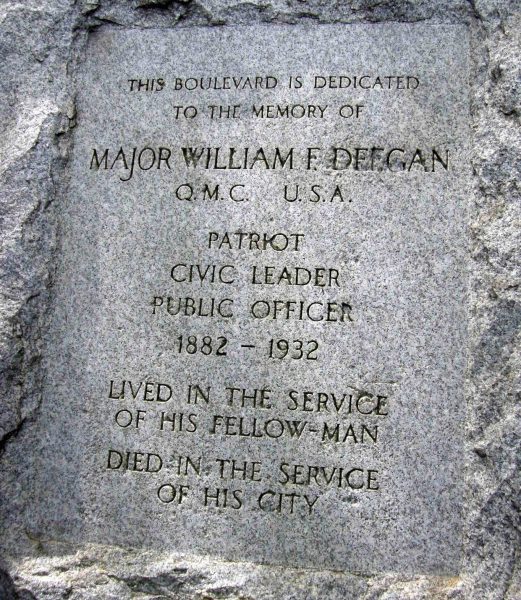 THIS BOULEVARD IS DEDICATED
TO THE MEMORY OF
MAJOR WILLIAM F. DEEGAN
Q.M.C. U.S.A.
PATRIOT
CIVIC LEADER
PUBLIC OFFICER
1882 – 1932
LIVED IN THE SERVICE
OF HIS FELLOW-MAN
DIED IN THE SERVICE
OF HIS CITY